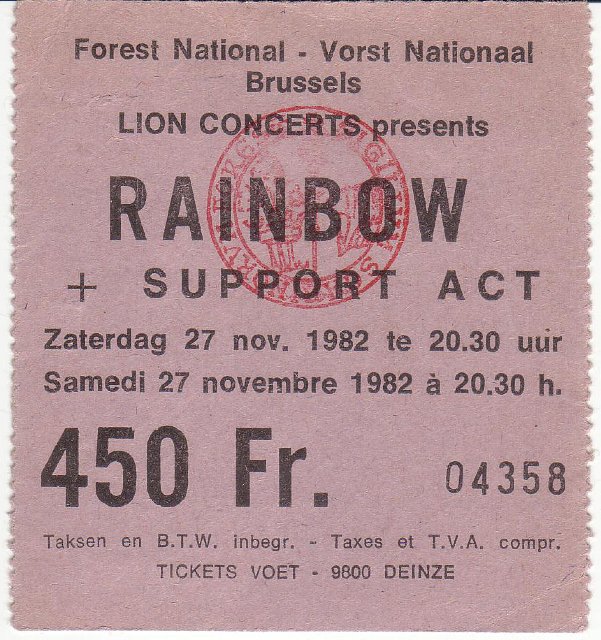 Forest National - Vorst Nationaal
Brussels
LION CONCERTS presents
RAINBOW
+ SUPPORT ACT
Zaterdag 27 nov. 1982 te 20.30 uur
Samedi 27 novembre 1982 à 20.30 h.
450 Fr. 04358
Taksen en B.T.W. inbegr. - Taxes et T.V.A. compr.
TICKETS VOET - 9800 DEINZE